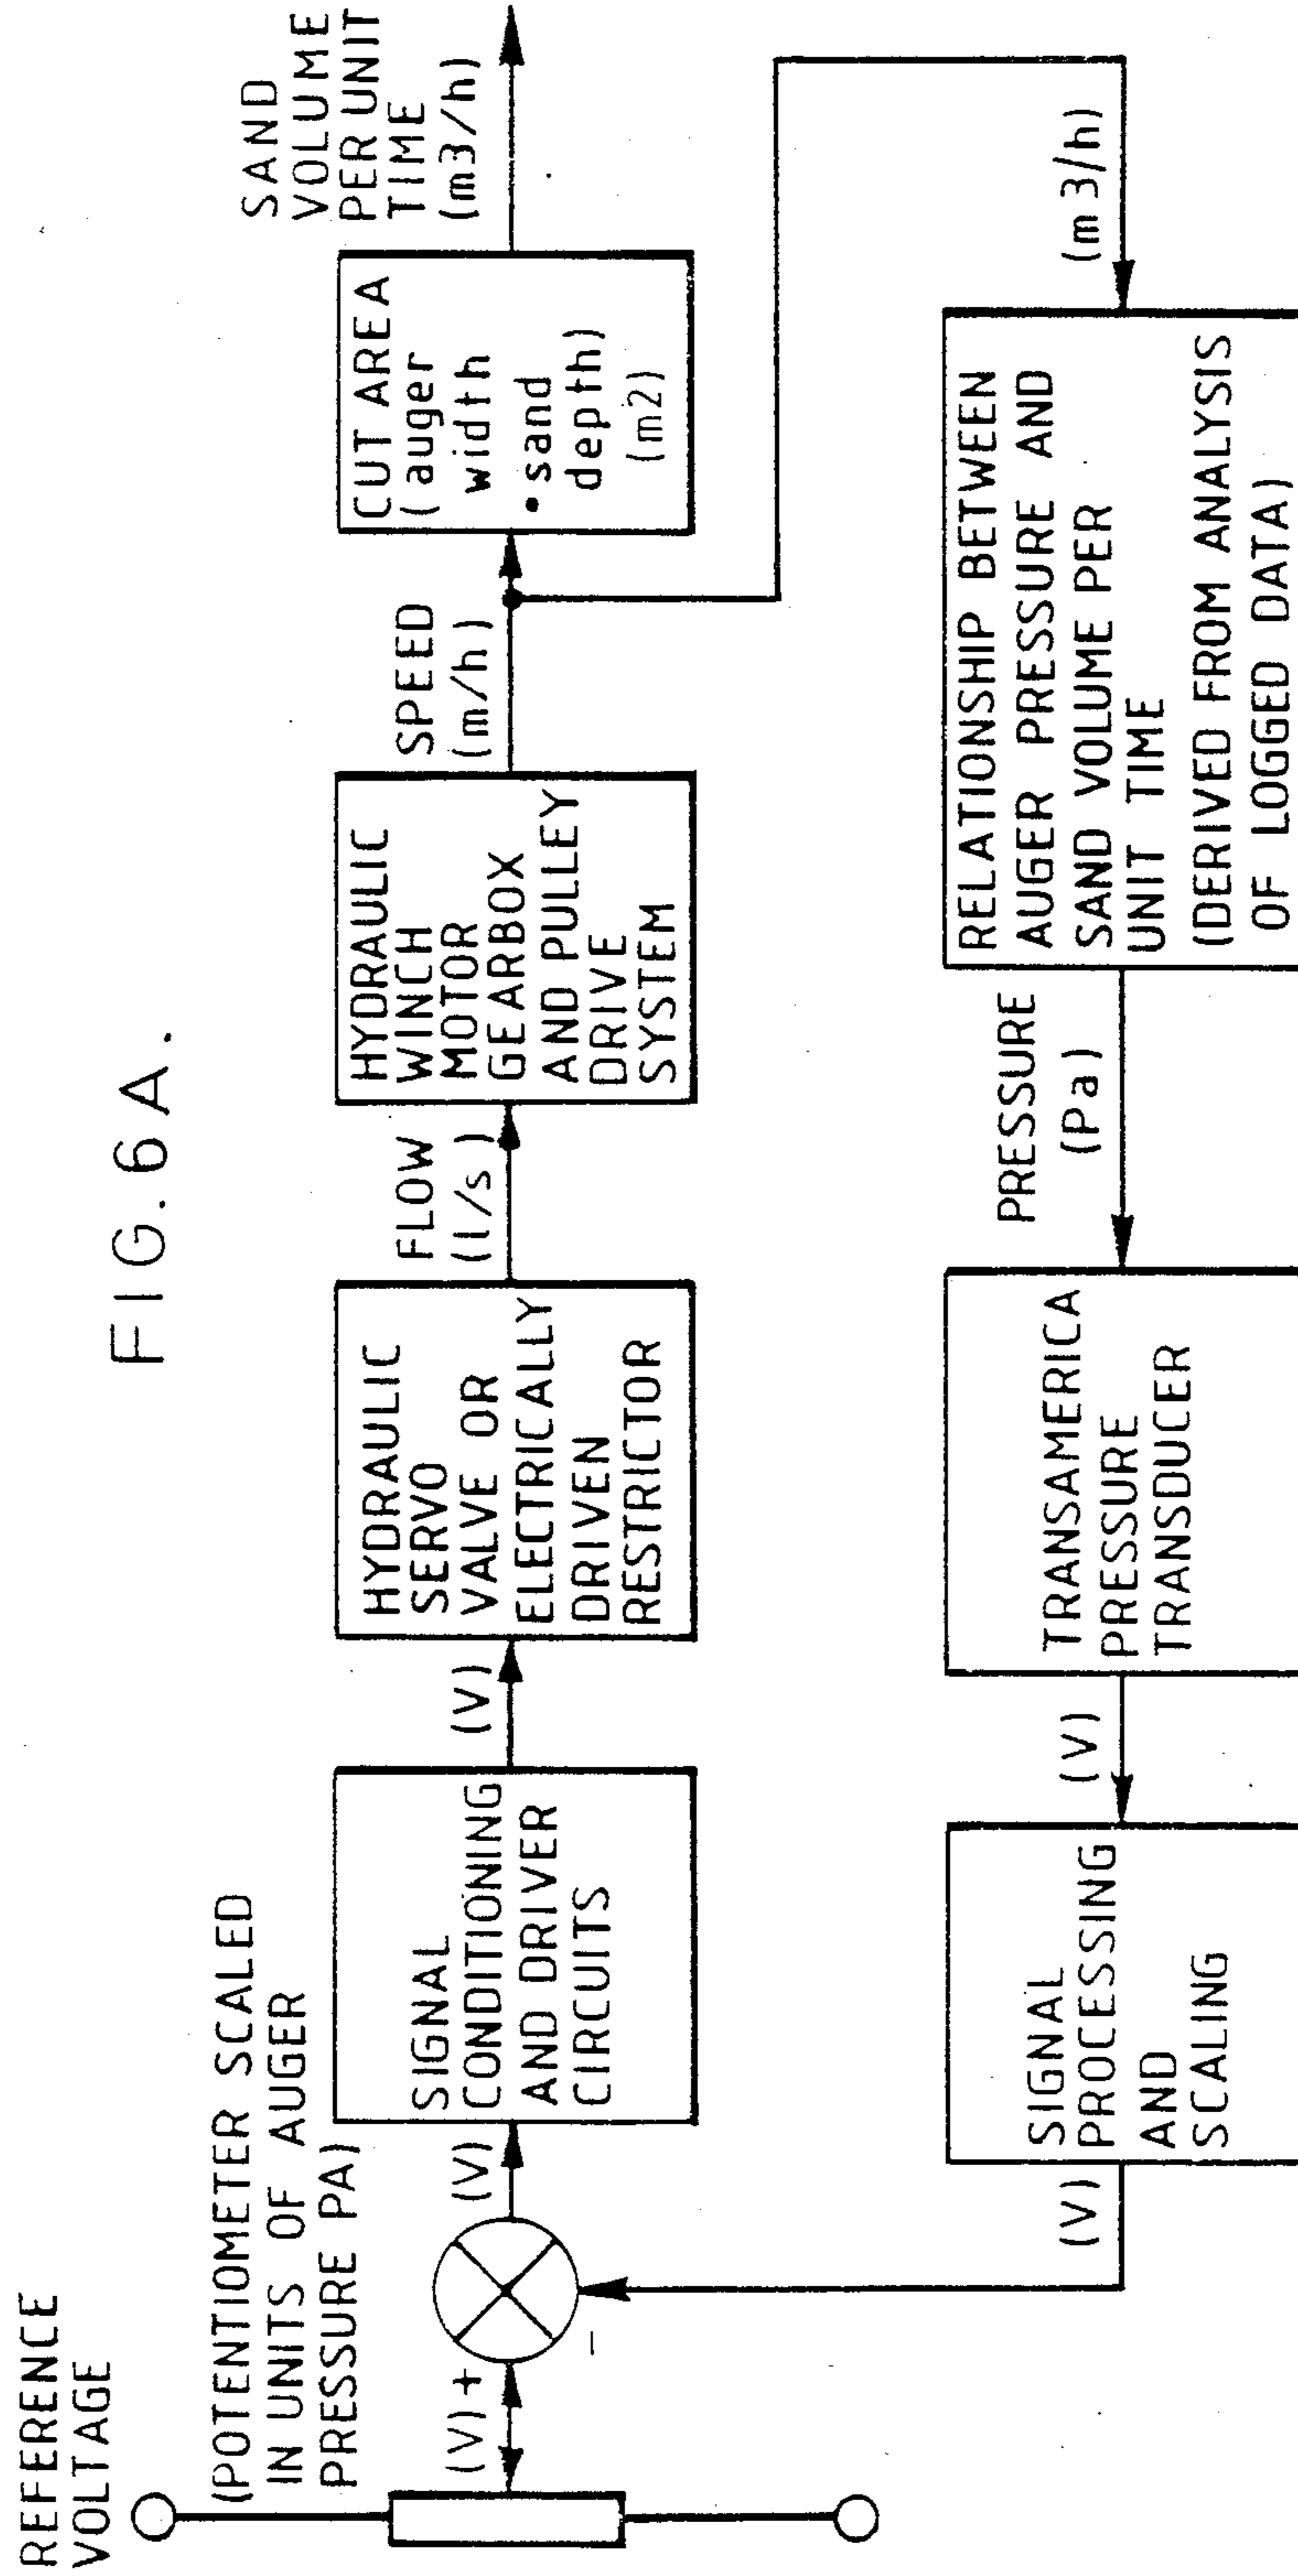 FIG.6A.
REFERENCE
VOLTAGE
(POTENTIOMETER SCALED
IN UNITS OF AUGER
PRESSURE PA)
(V) +
-
(V)
SIGNAL
CONDITIONING
AND DRIVER
CIRCUITS
(V)
HYDRAULIC
SERVO
VALVE OR
ELECTRICALLY
DRIVEN
RESTRICTOR
FLOW
(l/s)
HYDRAULIC
WINCH
MOTOR
GEARBOX
AND PULLEY
DRIVE
SYSTEM
SPEED
(m/h)
CUT AREA
(auger
width
• sand
depth)
(m2)
SAND
VOLUME
PER UNIT
TIME
(m3/h)
(m3/h)
RELATIONSHIP BETWEEN
AUGER PRESSURE AND
SAND VOLUME PER
UNIT TIME
(DERIVED FROM ANALYSIS
OF LOGGED DATA)
PRESSURE
(Pa)
TRANSAMERICA
PRESSURE
TRANSDUCER
(V)
SIGNAL
PROCESSING
AND
SCALING
(V)